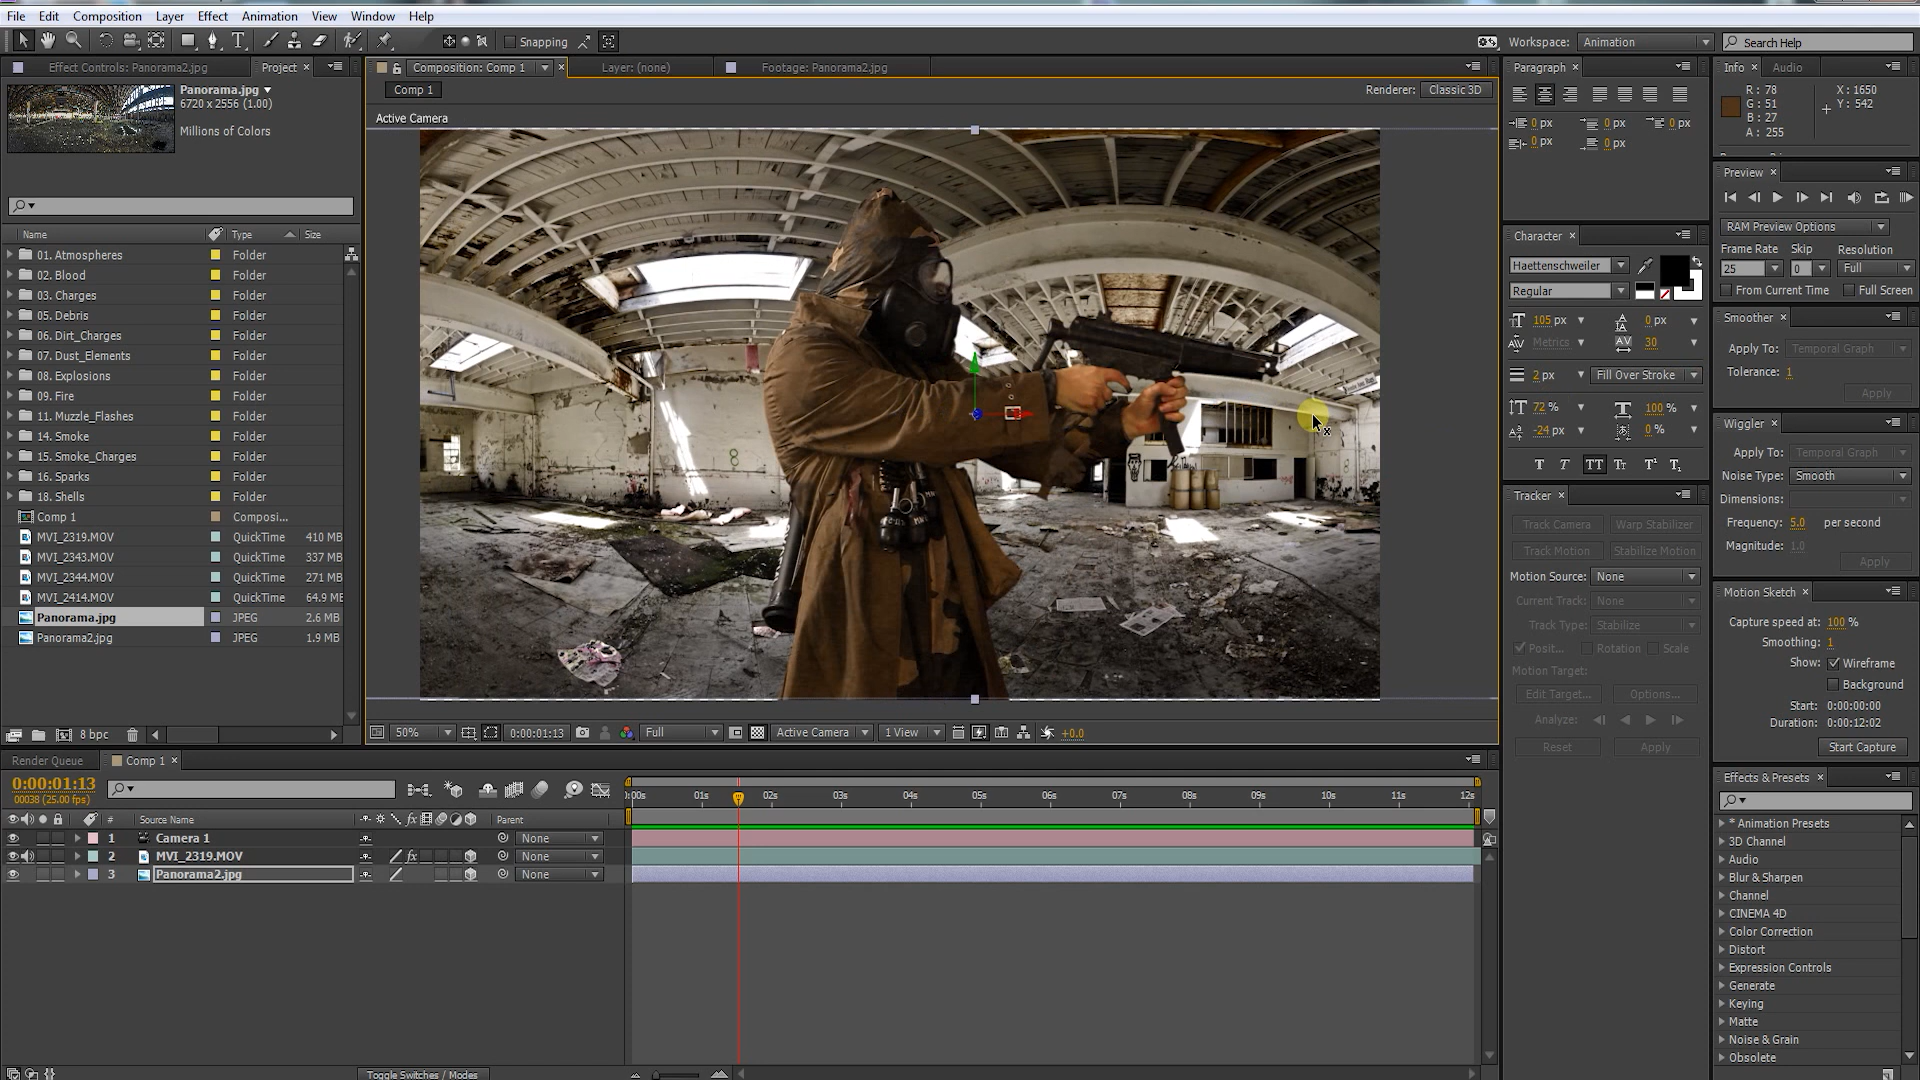 File Edit Composition Layer Effect Animation View Window Help
Snapping
Workspace: Animation
Search Help
Effect Controls: Panorama2.jpg
Project
Panorama.jpg
6720 x 2556 (1.00)
Millions of Colors
Name Type Size
01. Atmospheres Folder
02. Blood Folder
03. Charges Folder
05. Debris Folder
06. Dirt_Charges Folder
07. Dust_Elements Folder
08. Explosions Folder
09. Fire Folder
11. Muzzle_Flashes Folder
14. Smoke Folder
15. Smoke_Charges Folder
16. Sparks Folder
18. Shells Folder
Comp 1 Composi...
MVI_2319.MOV QuickTime 410 MB
MVI_2343.MOV QuickTime 337 MB
MVI_2344.MOV QuickTime 271 MB
MVI_2414.MOV QuickTime 64.9 MB
Panorama.jpg JPEG 2.6 MB
Panorama2.jpg JPEG 1.9 MB
8 bpc
Composition: Comp 1
Layer: (none)
Footage: Panorama2.jpg
Comp 1
Renderer: Classic 3D
Active Camera
50% 0:00:01:13 Full Active Camera 1 View +0.0
Paragraph
0 px 0 px 0 px
0 px 0 px
Character
Haettenschweiler
Regular
105 px 0 px
Metrics 30
2 px Fill Over Stroke
72 % 100 %
-24 px 0 %
Tracker
Track Camera Warp Stabilizer
Track Motion Stabilize Motion
Motion Source: None
Current Track: None
Track Type: Stabilize
Posit... Rotation Scale
Motion Target:
Edit Target... Options...
Analyze:
Reset Apply
Info Audio
R: 78 X: 1650
G: 51 Y: 542
B: 27
A: 255
Preview
RAM Preview Options
Frame Rate Skip Resolution
25 0 Full
From Current Time Full Screen
Smoother
Apply To: Temporal Graph
Tolerance: 1
Apply
Wiggler
Apply To: Temporal Graph
Noise Type: Smooth
Dimensions:
Frequency: 5.0 per second
Magnitude: 1.0
Apply
Motion Sketch
Capture speed at: 100 %
Smoothing: 1
Show: Wireframe
Background
Start: 0:00:00:00
Duration: 0:00:12:02
Start Capture
Effects & Presets
* Animation Presets
3D Channel
Audio
Blur & Sharpen
Channel
CINEMA 4D
Color Correction
Distort
Expression Controls
Generate
Keying
Matte
Noise & Grain
Obsolete
Render Queue
Comp 1
0:00:01:13
00038 (25.00 fps)
# Source Name Parent
1 Camera 1 None
2 MVI_2319.MOV None
3 Panorama2.jpg None
:00s 01s 02s 03s 04s 05s 06s 07s 08s 09s 10s 11s 12s
Toggle Switches / Modes